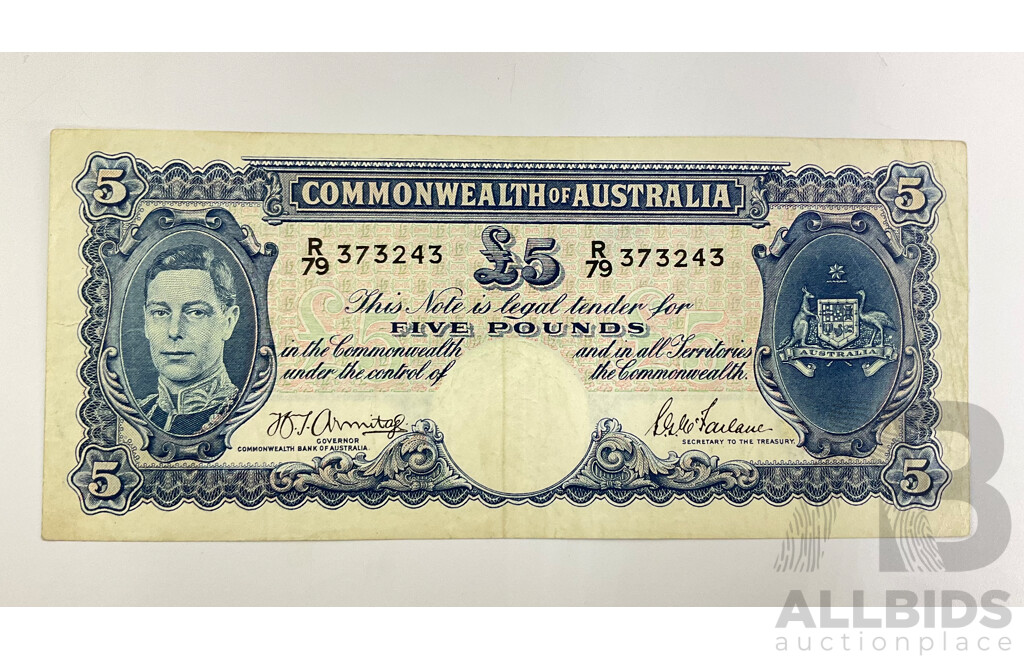 5 5
COMMONWEALTH OF AUSTRALIA
R/79 373243 £5 R/79 373243
This Note is legal tender for
FIVE POUNDS
in the Commonwealth and in all Territories
under the control of the Commonwealth.
AUSTRALIA
H.T. Armitage G.P.N. McFarlane
GOVERNOR SECRETARY TO THE TREASURY.
COMMONWEALTH BANK OF AUSTRALIA.
5 5
B
ALLBIDS
auctionplace